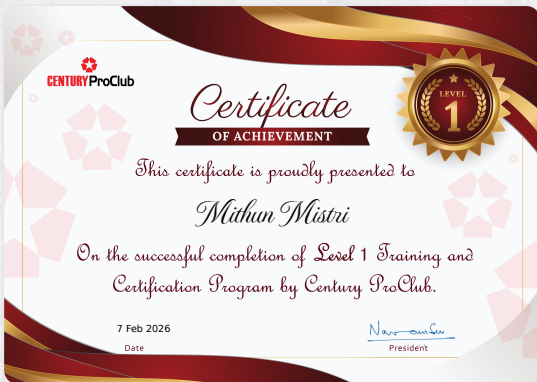 CENTURY ProClub
Certificate
OF ACHIEVEMENT
LEVEL
1
This certificate is proudly presented to
Mithun Mistri
On the successful completion of Level 1 Training and
Certification Program by Century ProClub.
7 Feb 2026
Date
President